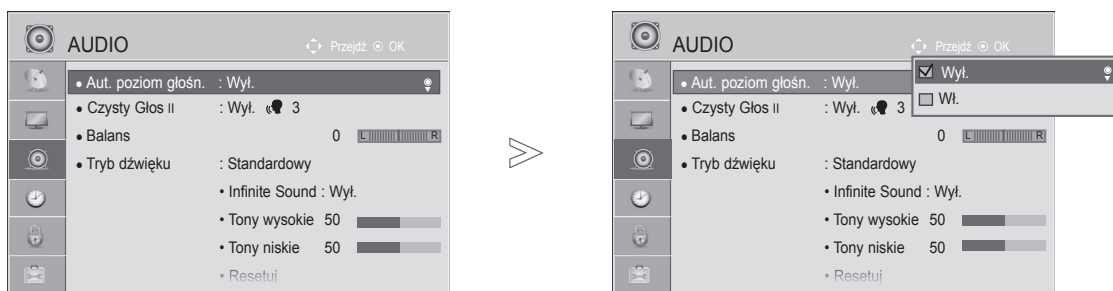 AUDIO
Przejdź OK
• Aut. poziom głośn. : Wył.
• Czysty Głos II : Wył. 3
• Balans 0 L R
• Tryb dźwięku : Standardowy
• Infinite Sound : Wył.
• Tony wysokie 50
• Tony niskie 50
• Resetuj
>
AUDIO
Przejdź OK
• Aut. poziom głośn. : Wył.
• Czysty Głos II : Wył. 3
• Balans 0 L R
• Tryb dźwięku : Standardowy
• Infinite Sound : Wył.
• Tony wysokie 50
• Tony niskie 50
• Resetuj
Wył.
Wł.